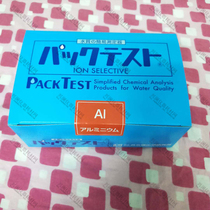 パックテスト
ION SELECTIVE
PACKTEST Simplified Chemical Analysis
Products for Water Quality
Al
アルミニウム